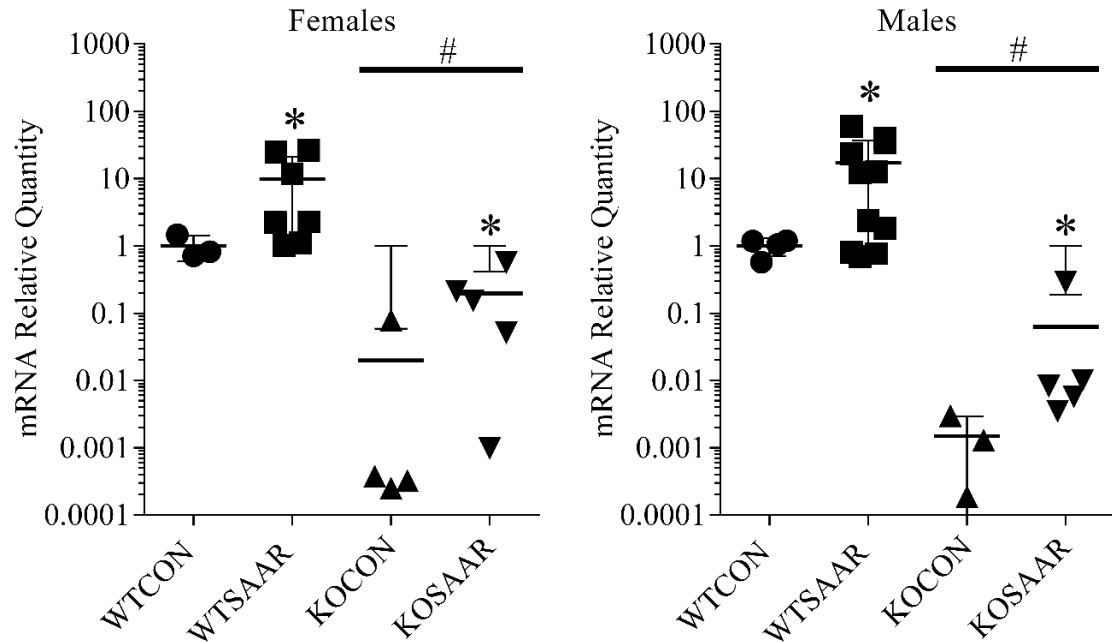 Females
mRNA Relative Quantity
1000
100
10
1
0.1
0.01
0.001
0.0001
*
*
#
WTCON
WTSAAR
KOCON
KOSAAR
Males
mRNA Relative Quantity
1000
100
10
1
0.1
0.01
0.001
0.0001
*
*
#
WTCON
WTSAAR
KOCON
KOSAAR